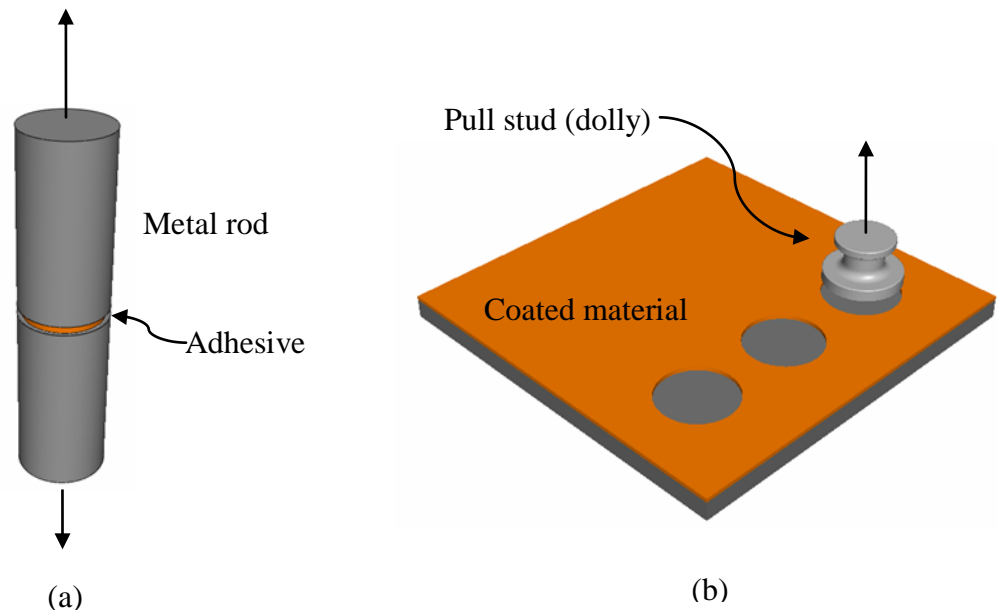 Pull stud (dolly)
Metal rod
Coated material
Adhesive
(a)
(b)